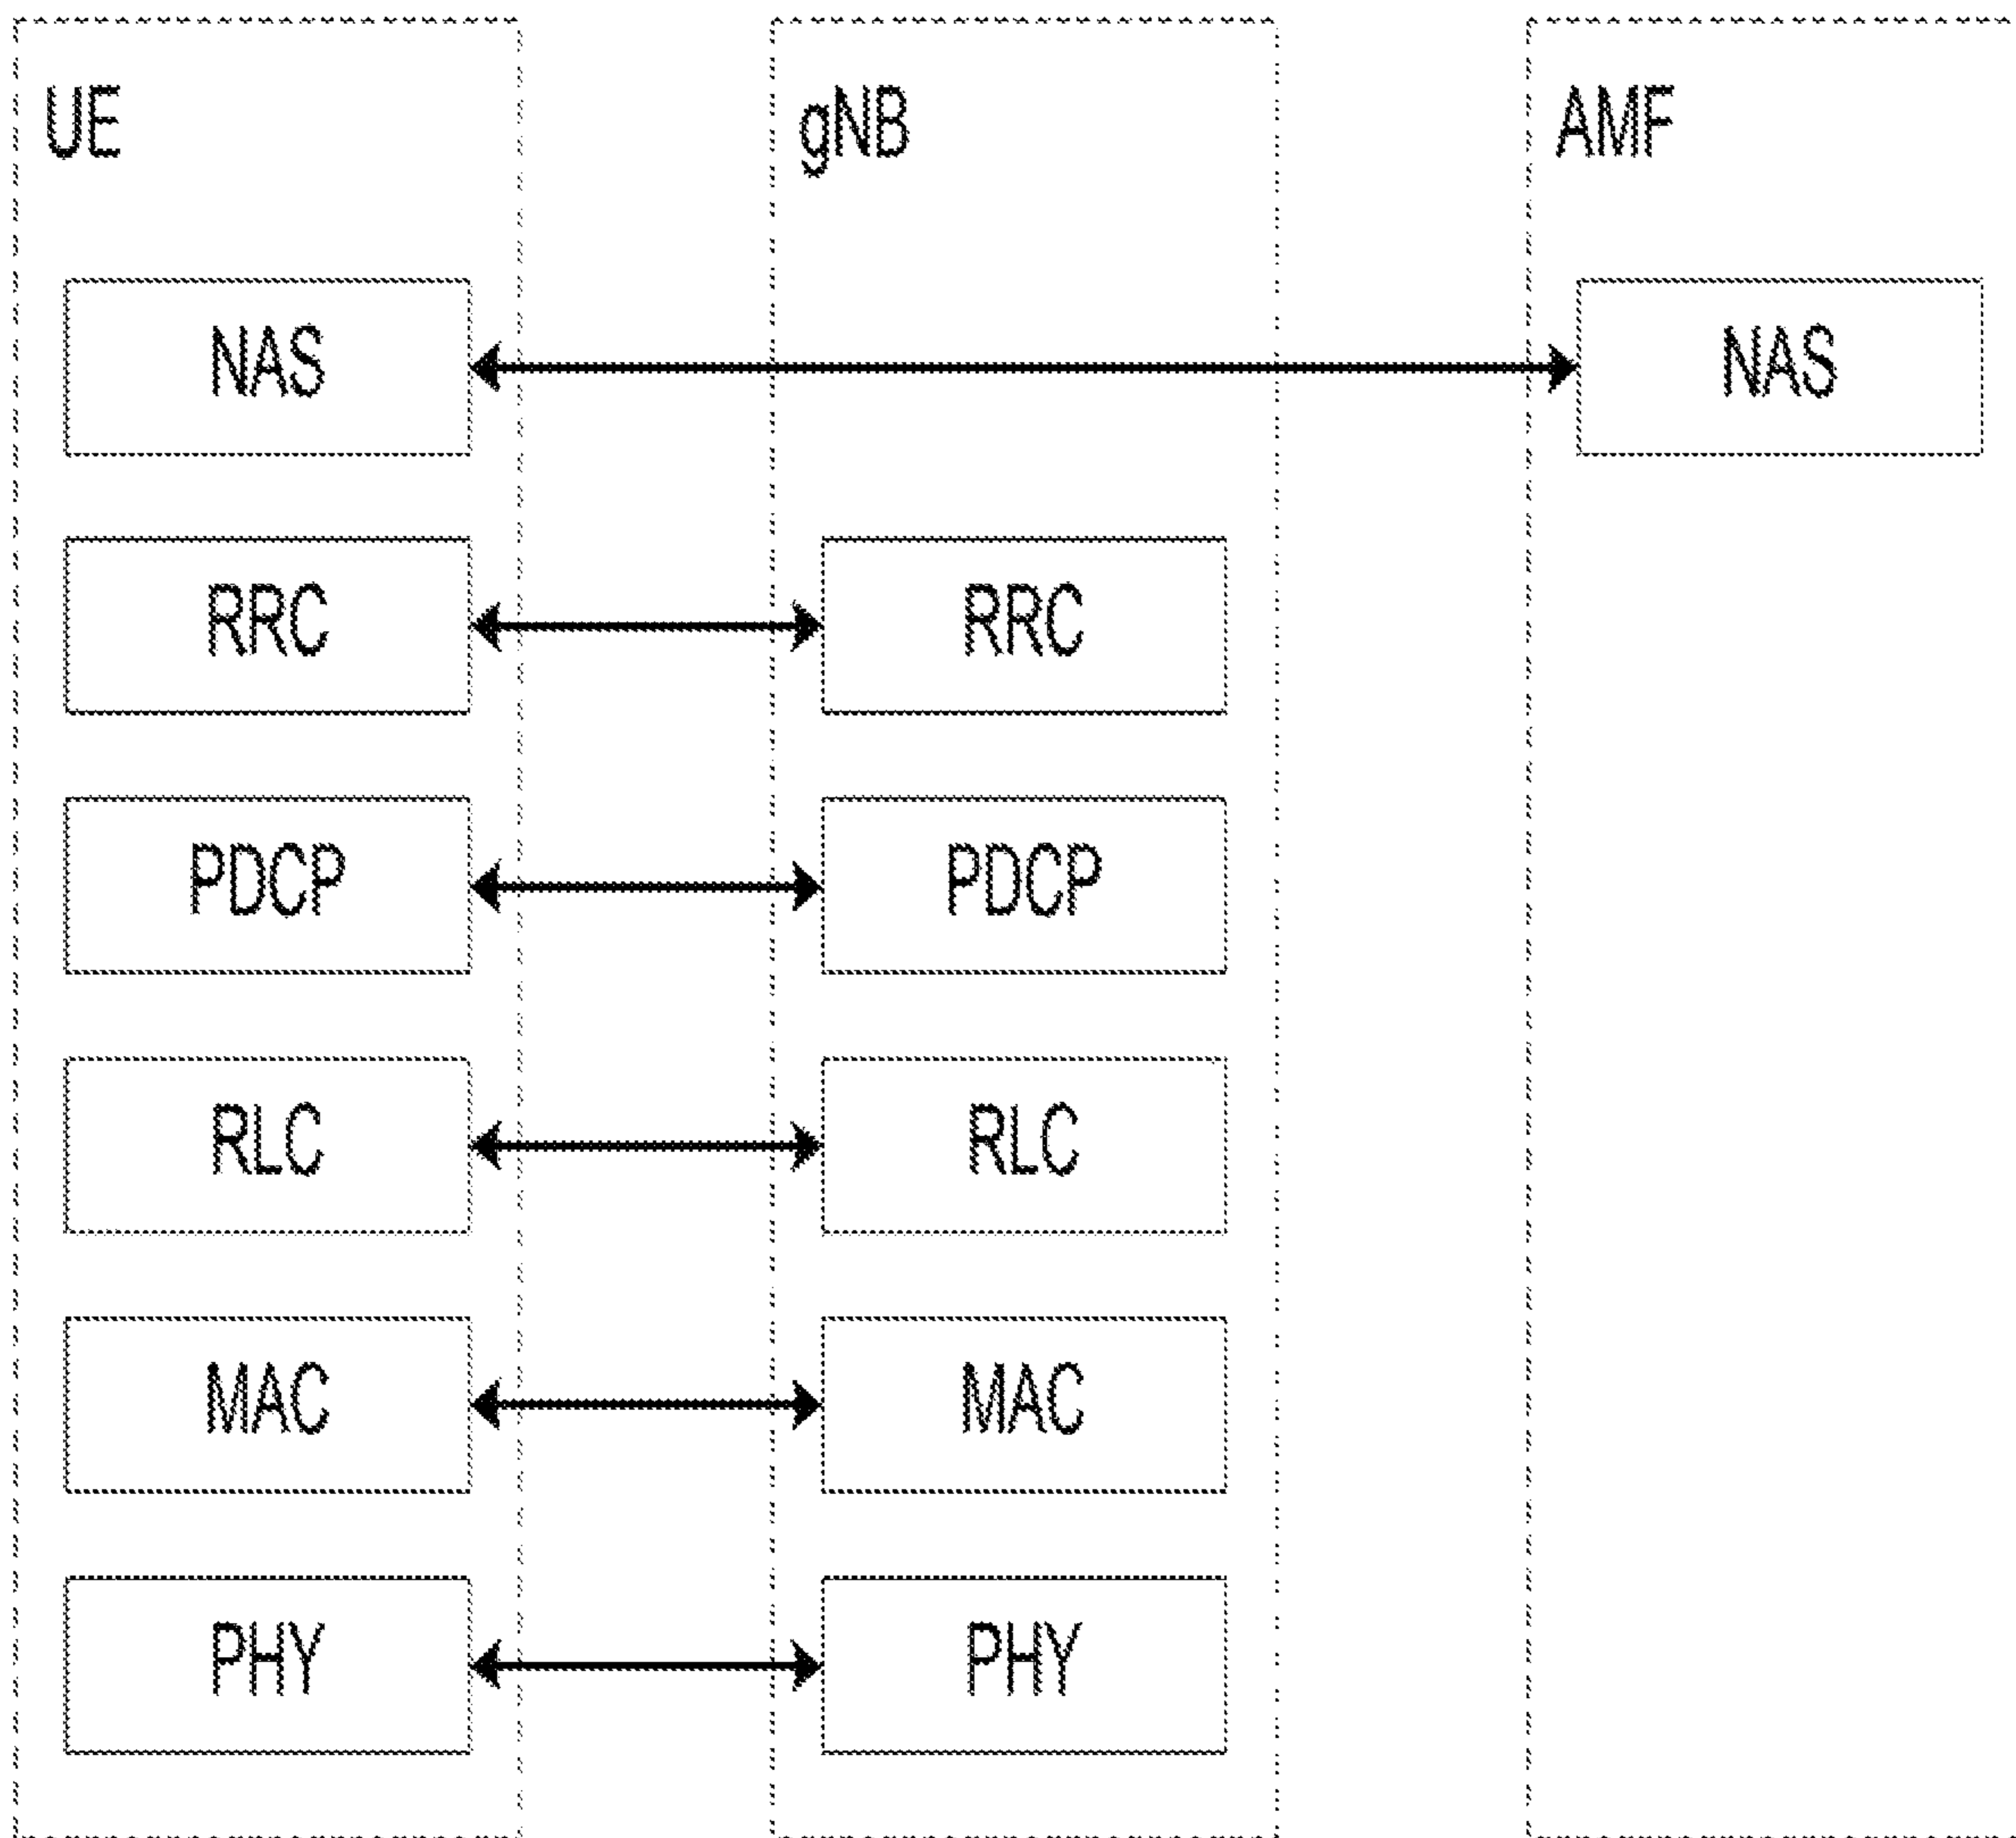 UE gNB AMF
NAS NAS
RRC RRC
PDCP PDCP
RLC RLC
MAC MAC
PHY PHY